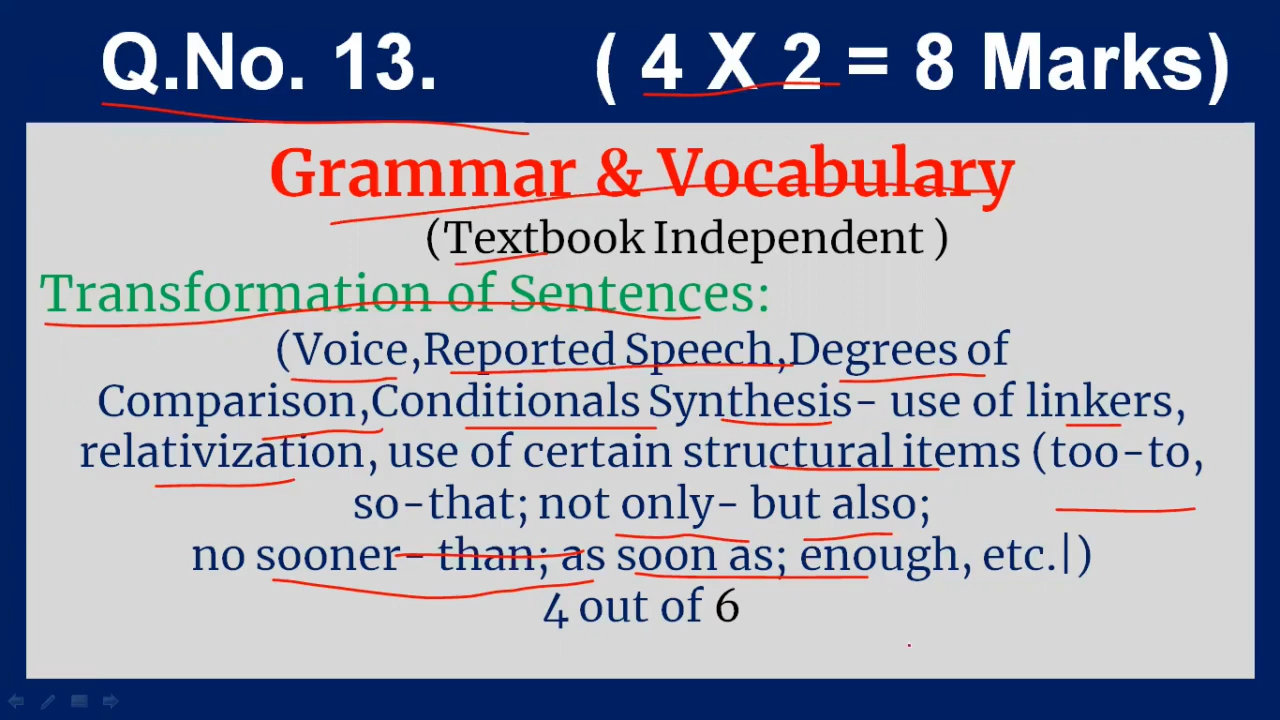 Q.No. 13. ( 4 X 2 = 8 Marks)
Grammar & Vocabulary
(Textbook Independent )
Transformation of Sentences:
(Voice,Reported Speech,Degrees of
Comparison,Conditionals Synthesis- use of linkers,
relativization, use of certain structural items (too-to,
so-that; not only- but also;
no sooner- than; as soon as; enough, etc.|)
4 out of 6